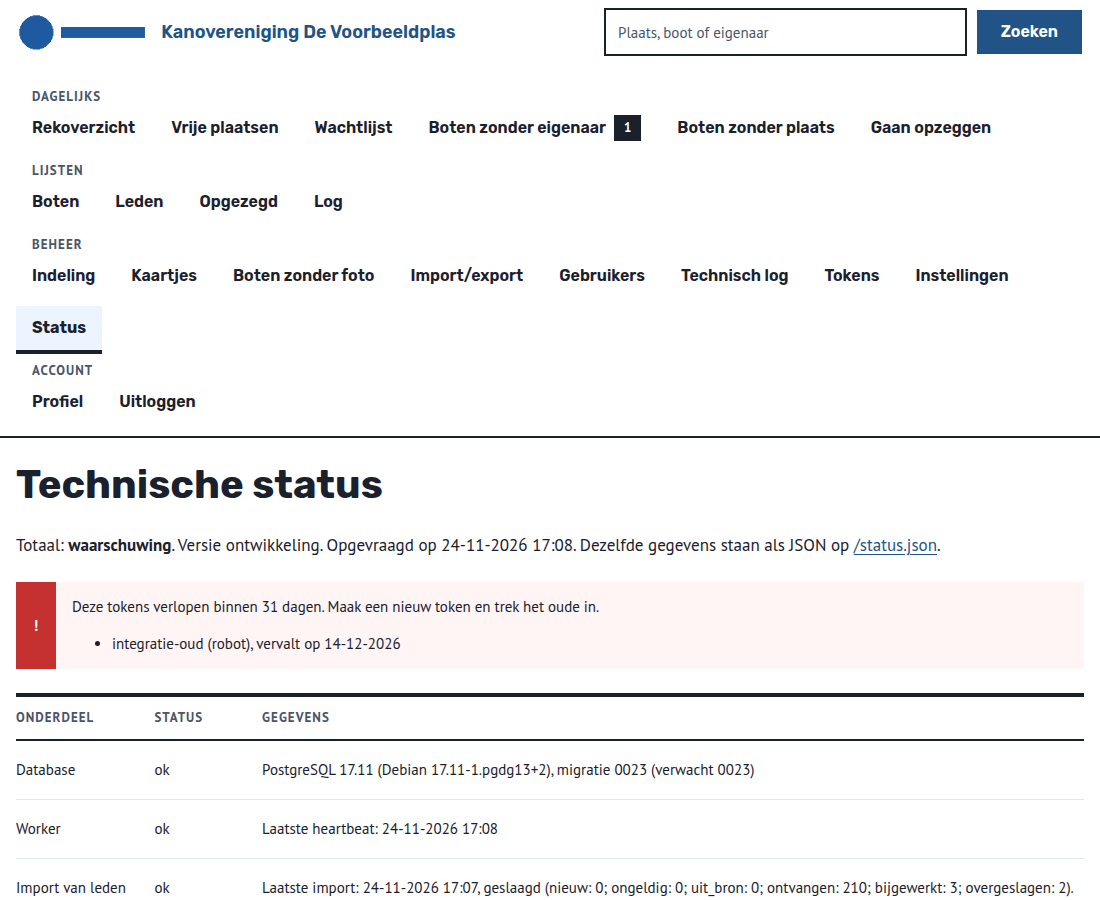 Kanovereniging De Voorbeeldplas
Plaats, boot of eigenaar
Zoeken
DAGELIJKS
Rekoverzicht Vrije plaatsen Wachtlijst Boten zonder eigenaar 1 Boten zonder plaats Gaan opzeggen
LIJSTEN
Boten Leden Opgezegd Log
BEHEER
Indeling Kaartjes Boten zonder foto Import/export Gebruikers Technisch log Tokens Instellingen
Status
ACCOUNT
Profiel Uitloggen
Technische status
Totaal: waarschuwing. Versie ontwikkeling. Opgevraagd op 24-11-2026 17:08. Dezelfde gegevens staan als JSON op /status.json.
! Deze tokens verlopen binnen 31 dagen. Maak een nieuw token en trek het oude in.
• integratie-oud (robot), vervalt op 14-12-2026
ONDERDEEL STATUS GEGEVENS
Database ok PostgreSQL 17.11 (Debian 17.11-1.pgdg13+2), migratie 0023 (verwacht 0023)
Worker ok Laatste heartbeat: 24-11-2026 17:08
Import van leden ok Laatste import: 24-11-2026 17:07, geslaagd (nieuw: 0; ongeldig: 0; uit_bron: 0; ontvangen: 210; bijgewerkt: 3; overgeslagen: 2).